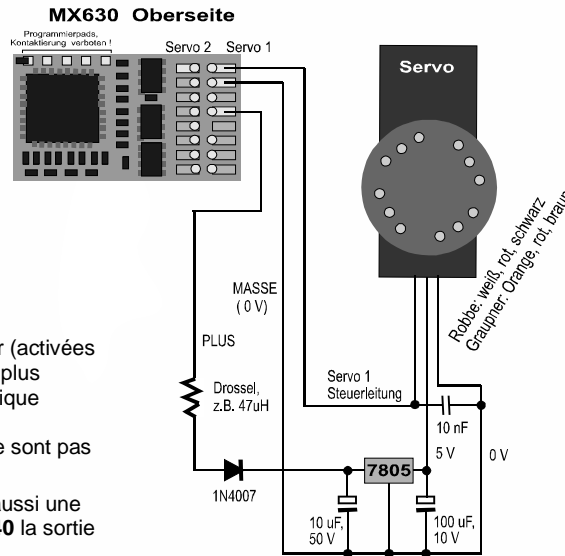 MX630 Oberseite
Programmierpads,
Kontaktierung verboten !
Servo 2 Servo 1
Servo
Robbe: weiß, rot, schwarz
Graupner: Orange, rot, braun
MASSE
( 0 V)
PLUS
Drossel,
z.B. 47uH
Servo 1
Steuerleitung
10 nF
5 V
0 V
7805
1N4007
10 uF,
50 V
100 uF,
10 V
r (activées
plus
ique
e sont pas
aussi une
40 la sortie